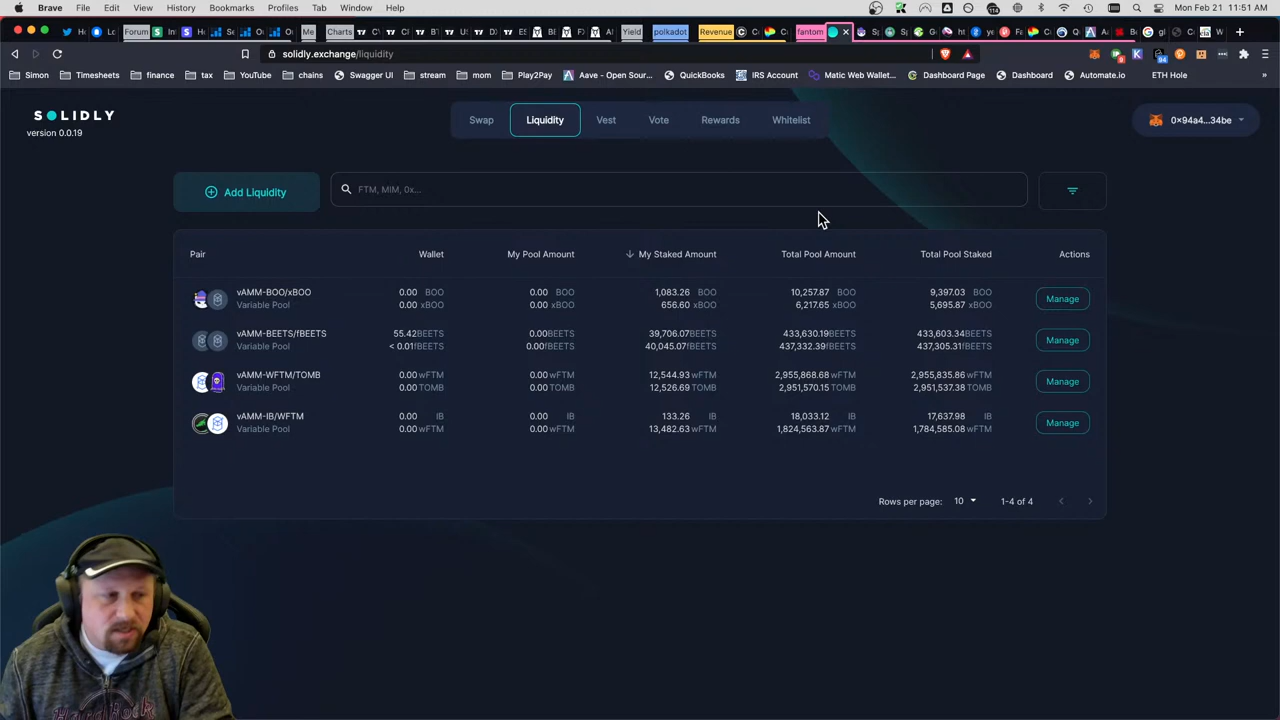 Brave File Edit View History Bookmarks Profiles Tab Window Help Mon Feb 21 11:51 AM
Forum Me Charts Yield polkadot Revenue fantom
solidly.exchange/liquidity
Simon Timesheets finance tax YouTube chains Swagger UI stream mom Play2Pay Aave - Open Sour... QuickBooks IRS Account Matic Web Wallet... Dashboard Page Dashboard Automate.io ETH Hole »
SOLIDLY
version 0.0.19
Swap Liquidity Vest Vote Rewards Whitelist
0x94a4...34be
Add Liquidity
FTM, MIM, 0x...
Pair Wallet My Pool Amount My Staked Amount Total Pool Amount Total Pool Staked Actions
vAMM-BOO/xBOO 0.00 BOO 0.00 BOO 1,083.26 BOO 10,257.87 BOO 9,397.03 BOO
Variable Pool 0.00 xBOO 0.00 xBOO 656.60 xBOO 6,217.65 xBOO 5,695.87 xBOO
Manage
vAMM-BEETS/fBEETS 55.42BEETS 0.00BEETS 39,706.07BEETS 433,630.19BEETS 433,603.34BEETS
Variable Pool < 0.01fBEETS 0.00fBEETS 40,045.07fBEETS 437,332.39fBEETS 437,305.31fBEETS
Manage
vAMM-WFTM/TOMB 0.00 wFTM 0.00 wFTM 12,544.93 wFTM 2,955,868.68 wFTM 2,955,835.86 wFTM
Variable Pool 0.00 TOMB 0.00 TOMB 12,526.69 TOMB 2,951,570.15 TOMB 2,951,537.38 TOMB
Manage
vAMM-IB/WFTM 0.00 IB 0.00 IB 133.26 IB 18,033.12 IB 17,637.98 IB
Variable Pool 0.00 wFTM 0.00 wFTM 13,482.63 wFTM 1,824,563.87 wFTM 1,784,585.08 wFTM
Manage
Rows per page: 10 1-4 of 4